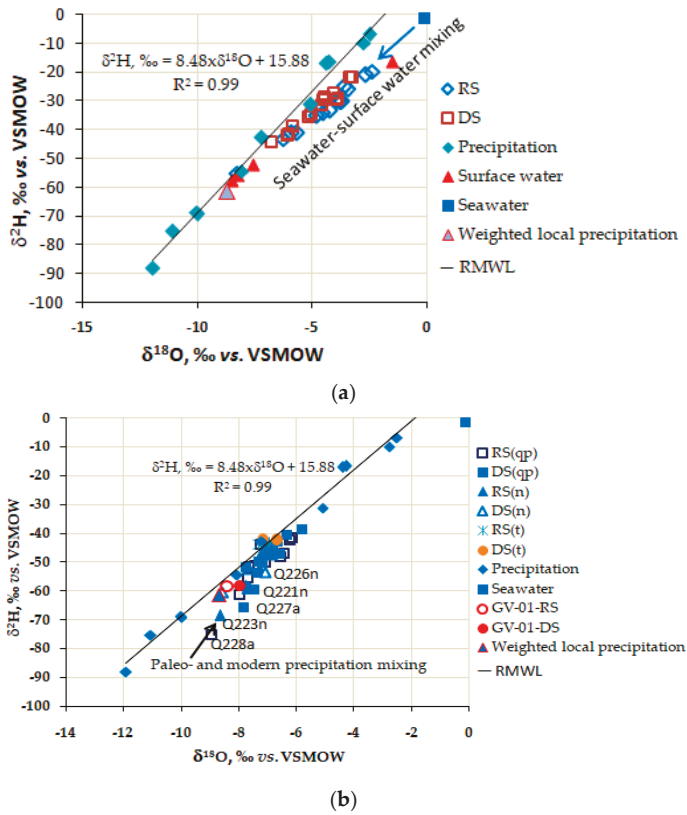 0
-10
-20
-30
-40
-50
-60
-70
-80
-90
-100
-15
-10
-5
0
δ²H, ‰ vs. VSMOW
δ¹⁸O, ‰ vs. VSMOW
δ²H, ‰ = 8.48xδ¹⁸O + 15.88
R² = 0.99
Seawater-surface water mixing
RS
DS
Precipitation
Surface water
Seawater
Weighted local precipitation
RMWL
(a)
0
-10
-20
-30
-40
-50
-60
-70
-80
-90
-100
-14
-12
-10
-8
-6
-4
-2
0
δ²H, ‰ vs. VSMOW
δ¹⁸O, ‰ vs. VSMOW
δ²H, ‰ = 8.48xδ¹⁸O + 15.88
R² = 0.99
Q226n
Q221n
Q227a
Q223n
Q228a
Paleo- and modern precipitation mixing
RS(qp)
DS(qp)
RS(n)
DS(n)
RS(t)
DS(t)
Precipitation
Seawater
GV-01-RS
GV-01-DS
Weighted local precipitation
RMWL
(b)